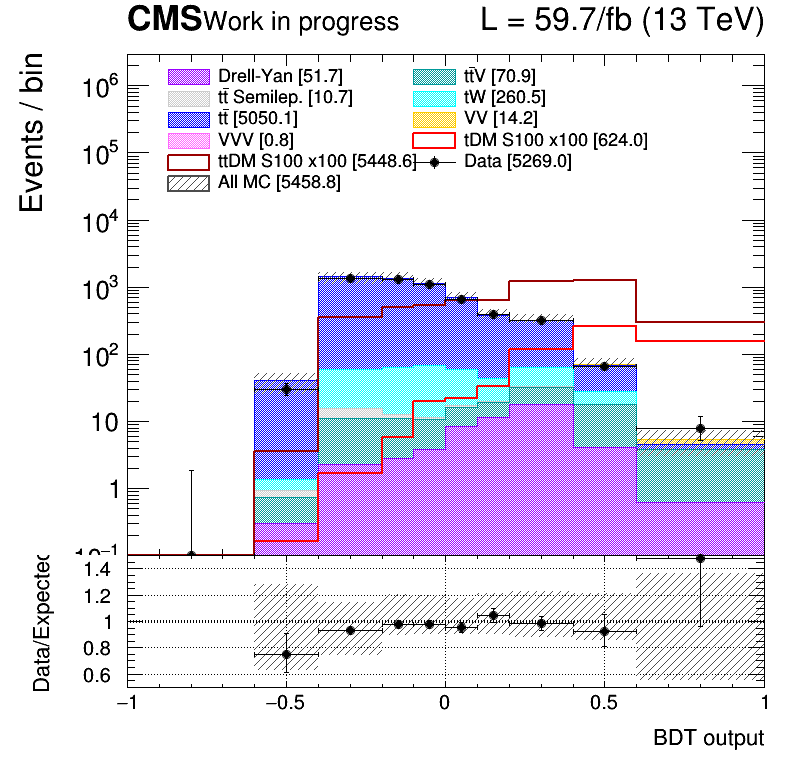 CMS Work in progress L = 59.7/fb (13 TeV)
Events / bin
Drell-Yan [51.7] tt̄V [70.9]
tt̄ Semilep. [10.7] tW [260.5]
tt̄ [5050.1] VV [14.2]
VVV [0.8] tDM S100 x100 [624.0]
ttDM S100 x100 [5448.6] Data [5269.0]
All MC [5458.8]
10⁶
10⁵
10⁴
10³
10²
10
1
10⁻¹
Data/Expected
1.4
1.2
1
0.8
0.6
−1 −0.5 0 0.5 1
BDT output